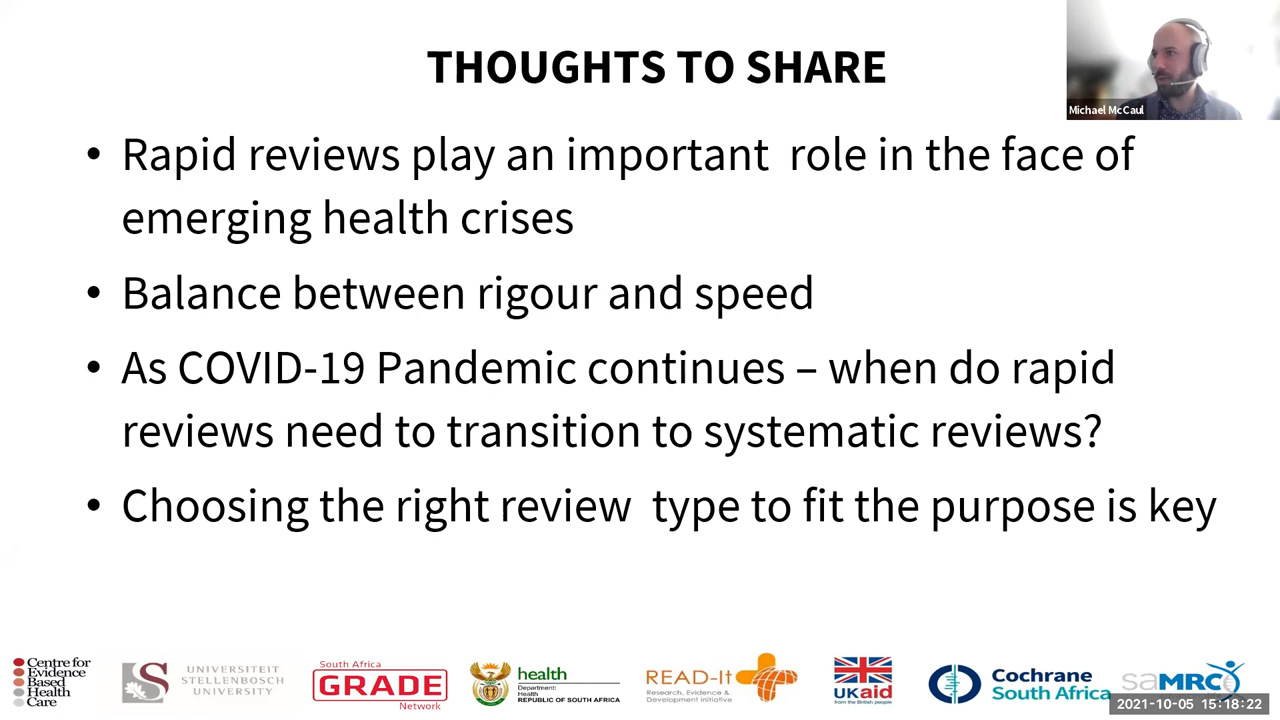 THOUGHTS TO SHARE
Michael McCaul
• Rapid reviews play an important  role in the face of
emerging health crises
• Balance between rigour and speed
• As COVID-19 Pandemic continues – when do rapid
reviews need to transition to systematic reviews?
• Choosing the right review  type to fit the purpose is key
Centre for
Evidence
Based
Health
Care
UNIVERSITEIT
STELLENBOSCH
UNIVERSITY
South Africa
GRADE
Network
health
Department:
Health
REPUBLIC OF SOUTH AFRICA
READ-It
Research, Evidence &
Development Initiative
UKaid
from the British people
Cochrane
South Africa
saMRC
2021-10-05 15:18:22